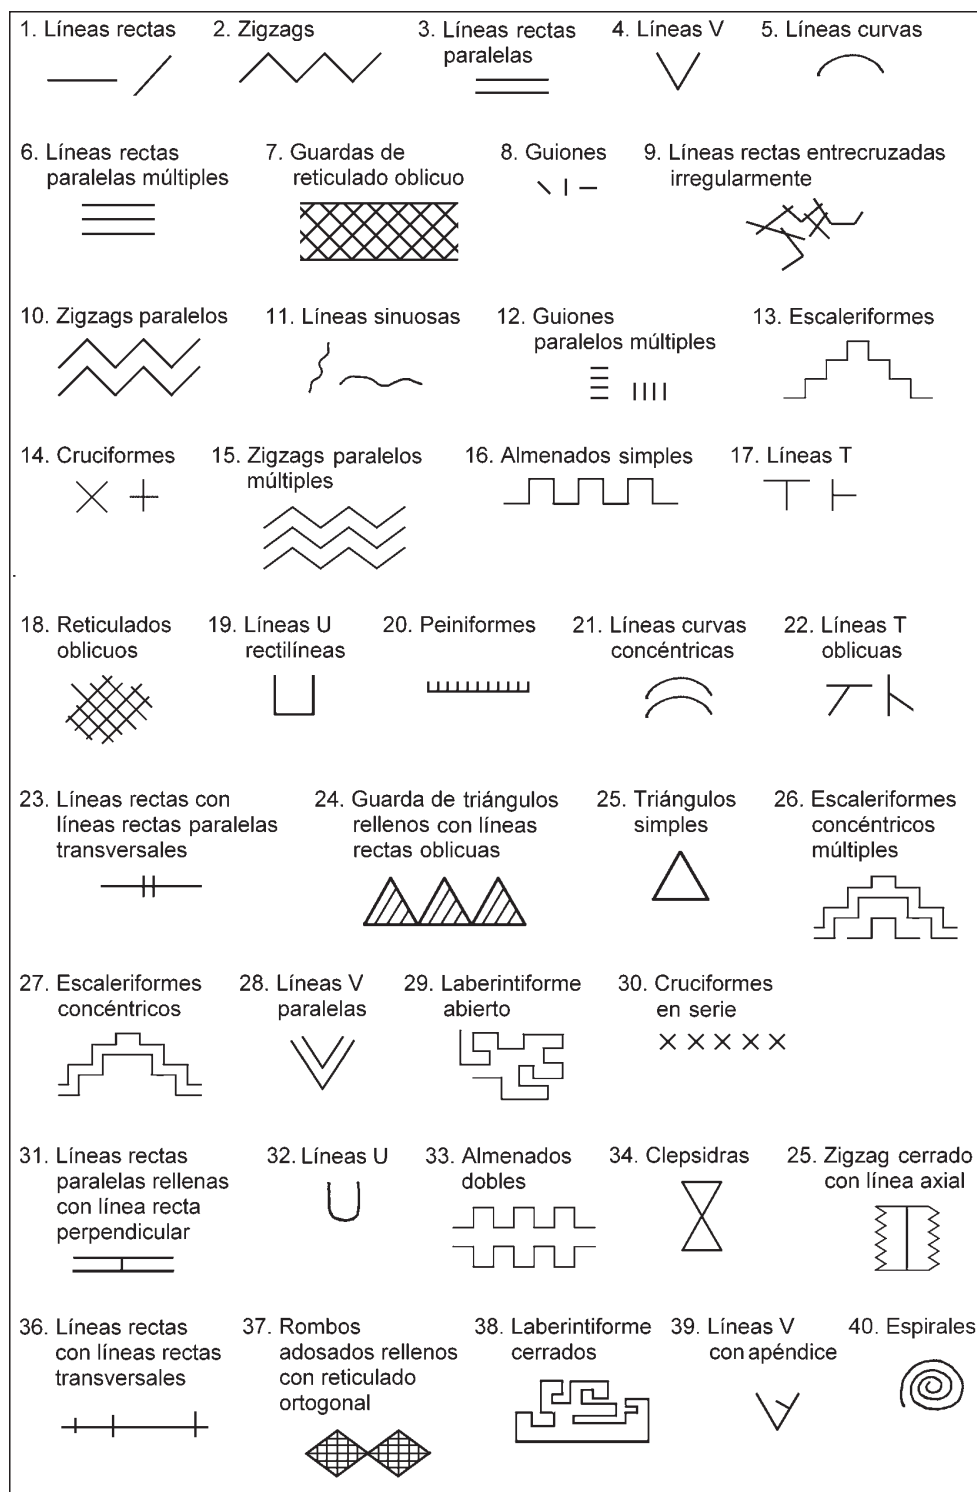 1. Líneas rectas
2. Zigzags
3. Líneas rectas
paralelas
4. Líneas V
5. Líneas curvas
6. Líneas rectas
paralelas múltiples
7. Guardas de
reticulado oblicuo
8. Guiones
9. Líneas rectas entrecruzadas
irregularmente
10. Zigzags paralelos
11. Líneas sinuosas
12. Guiones
paralelos múltiples
13. Escaleriformes
14. Cruciformes
15. Zigzags paralelos
múltiples
16. Almenados simples
17. Líneas T
18. Reticulados
oblicuos
19. Líneas U
rectilíneas
20. Peiniformes
21. Líneas curvas
concéntricas
22. Líneas T
oblicuas
23. Líneas rectas con
líneas rectas paralelas
transversales
24. Guarda de triángulos
rellenos con líneas
rectas oblicuas
25. Triángulos
simples
26. Escaleriformes
concéntricos
múltiples
27. Escaleriformes
concéntricos
28. Líneas V
paralelas
29. Laberintiforme
abierto
30. Cruciformes
en serie
31. Líneas rectas
paralelas rellenas
con línea recta
perpendicular
32. Líneas U
33. Almenados
dobles
34. Clepsidras
25. Zigzag cerrado
con línea axial
36. Líneas rectas
con líneas rectas
transversales
37. Rombos
adosados rellenos
con reticulado
ortogonal
38. Laberintiforme
cerrados
39. Líneas V
con apéndice
40. Espirales